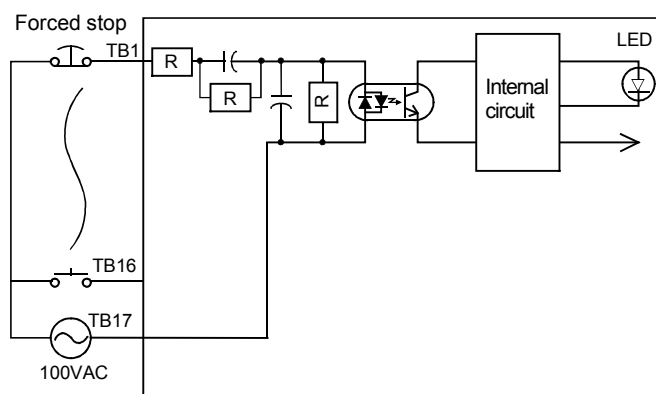 Forced stop
TB1
LED
R
R
R
Internal
circuit
TB16
TB17
100VAC